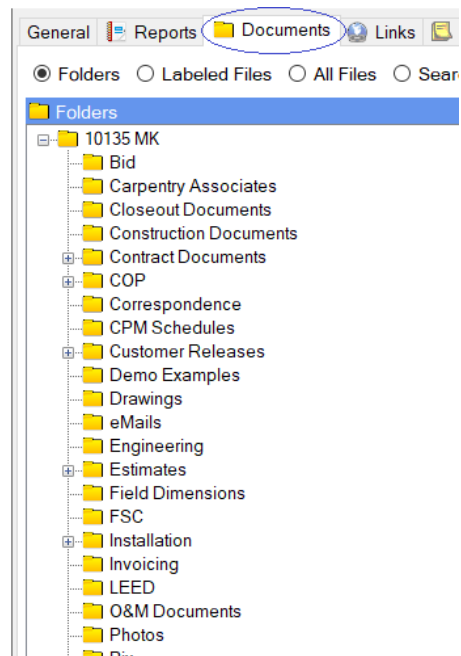 General Reports Documents Links
Folders Labeled Files All Files
Folders
10135 MK
Bid
Carpentry Associates
Closeout Documents
Construction Documents
Contract Documents
COP
Correspondence
CPM Schedules
Customer Releases
Demo Examples
Drawings
eMails
Engineering
Estimates
Field Dimensions
FSC
Installation
Invoicing
LEED
O&M Documents
Photos